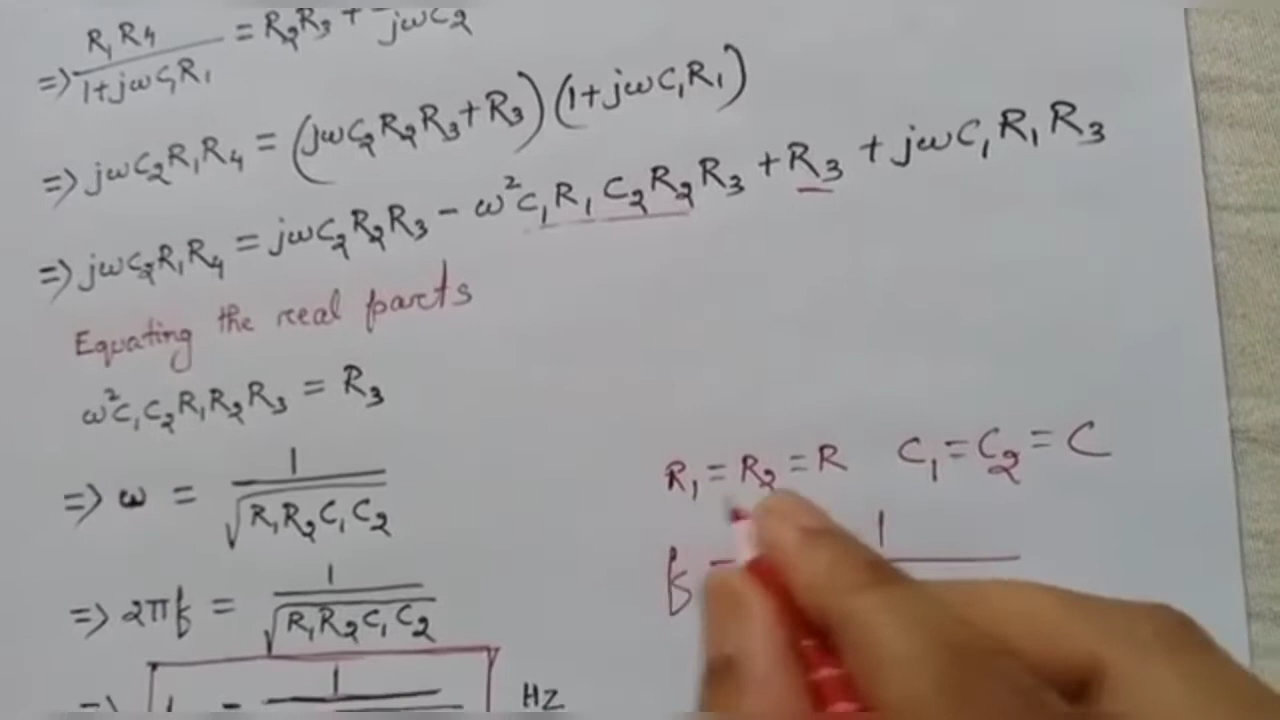 => R₁R₄ / 1+jωC₁R₁ = R₂R₃ + jωC₂
=> jωC₂R₁R₄ = (jωC₂R₂R₃+R₃)(1+jωC₁R₁)
=> jωC₂R₁R₄ = jωC₂R₂R₃ - ω²C₁R₁C₂R₂R₃ + R₃ + jωC₁R₁R₃
Equating the real parts
ω²C₁C₂R₁R₂R₃ = R₃
=> ω = 1 / √R₁R₂C₁C₂
=> 2πf = 1 / √R₁R₂C₁C₂
=> = 1 Hz
R₁ = R₂ = R C₁ = C₂ = C
f = 1